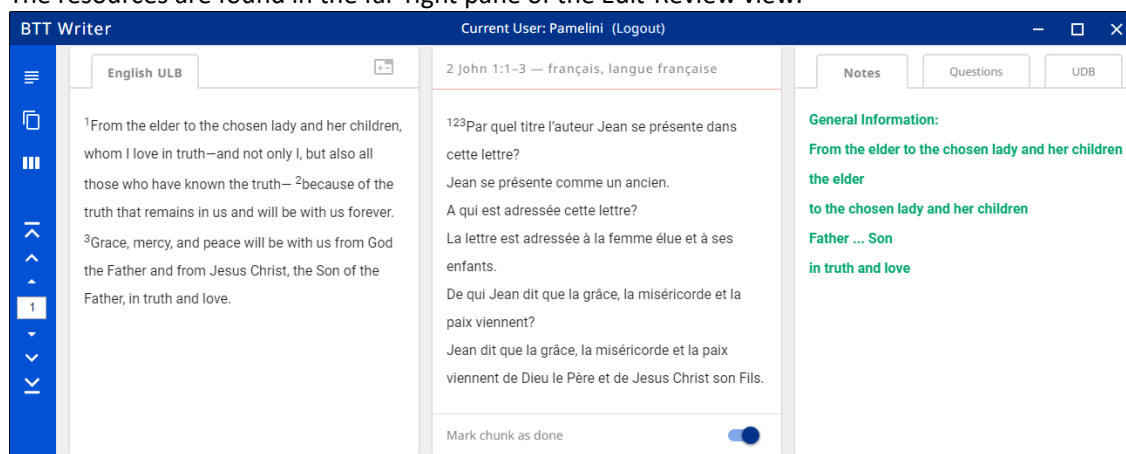 The resources are found in the far right pane of the Edit-Review view.
BTT Writer
Current User: Pamelini (Logout)
English ULB
1From the elder to the chosen lady and her children,
whom I love in truth—and not only I, but also all
those who have known the truth— 2because of the
truth that remains in us and will be with us forever.
3Grace, mercy, and peace will be with us from God
the Father and from Jesus Christ, the Son of the
Father, in truth and love.
1
2 John 1:1–3 — français, langue française
123Par quel titre l'auteur Jean se présente dans
cette lettre?
Jean se présente comme un ancien.
A qui est adressée cette lettre?
La lettre est adressée à la femme élue et à ses
enfants.
De qui Jean dit que la grâce, la miséricorde et la
paix viennent?
Jean dit que la grâce, la miséricorde et la paix
viennent de Dieu le Père et de Jesus Christ son Fils.
Mark chunk as done
Notes
Questions
UDB
General Information:
From the elder to the chosen lady and her children
the elder
to the chosen lady and her children
Father ... Son
in truth and love